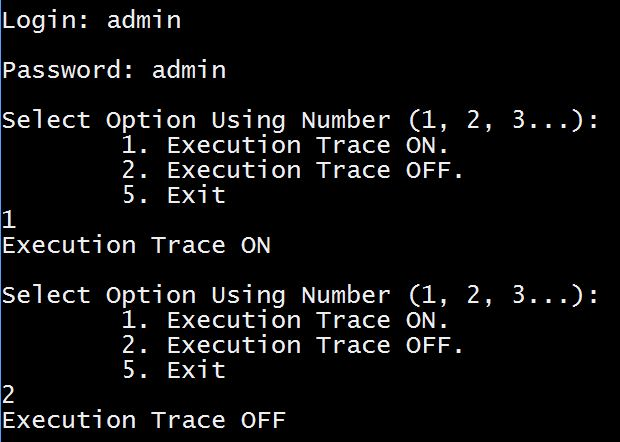 Login: admin
Password: admin
Select Option Using Number (1, 2, 3...):
1. Execution Trace ON.
2. Execution Trace OFF.
5. Exit
1
Execution Trace ON
Select Option Using Number (1, 2, 3...):
1. Execution Trace ON.
2. Execution Trace OFF.
5. Exit
2
Execution Trace OFF